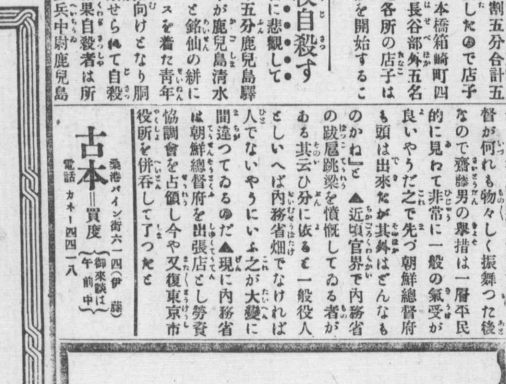 割五分合計五
したので店子
本橋箱崎町四
長谷部外五名
各所の店子は
を開始するこ
自殺す
に悲觀して
五分鹿兒島驛
が鹿兒島清水
と銘仙の絣に
スを着た青年
向けとなり胴
せられて自殺
果自殺者は所
兵中尉鹿兒島
督が何れも物々しく振舞つた後
なので齋藤男の擧措は一層平民
的に見わて非常に一般の氣受が
良いやうだ之で先づ朝鮮總督府
も頭は出來たが其外はどんなも
のかね』と▲近頃官界で內務省
の跋扈跳梁を憤慨してゐる者が
ある其云ひ分に依ると一般役人
としいへば內務省畑でなければ
人でないやうにいふ之が大變に
間違つてゐるのだ▲現に內務省
は朝鮮總督府を出張店とし勞資
協調會を占領し今や又復東京市
役所を併呑して了つたと
古本=買度
桑港パイン街六一四(伊藤)
御來談は
午前中
電話カネー四四一八